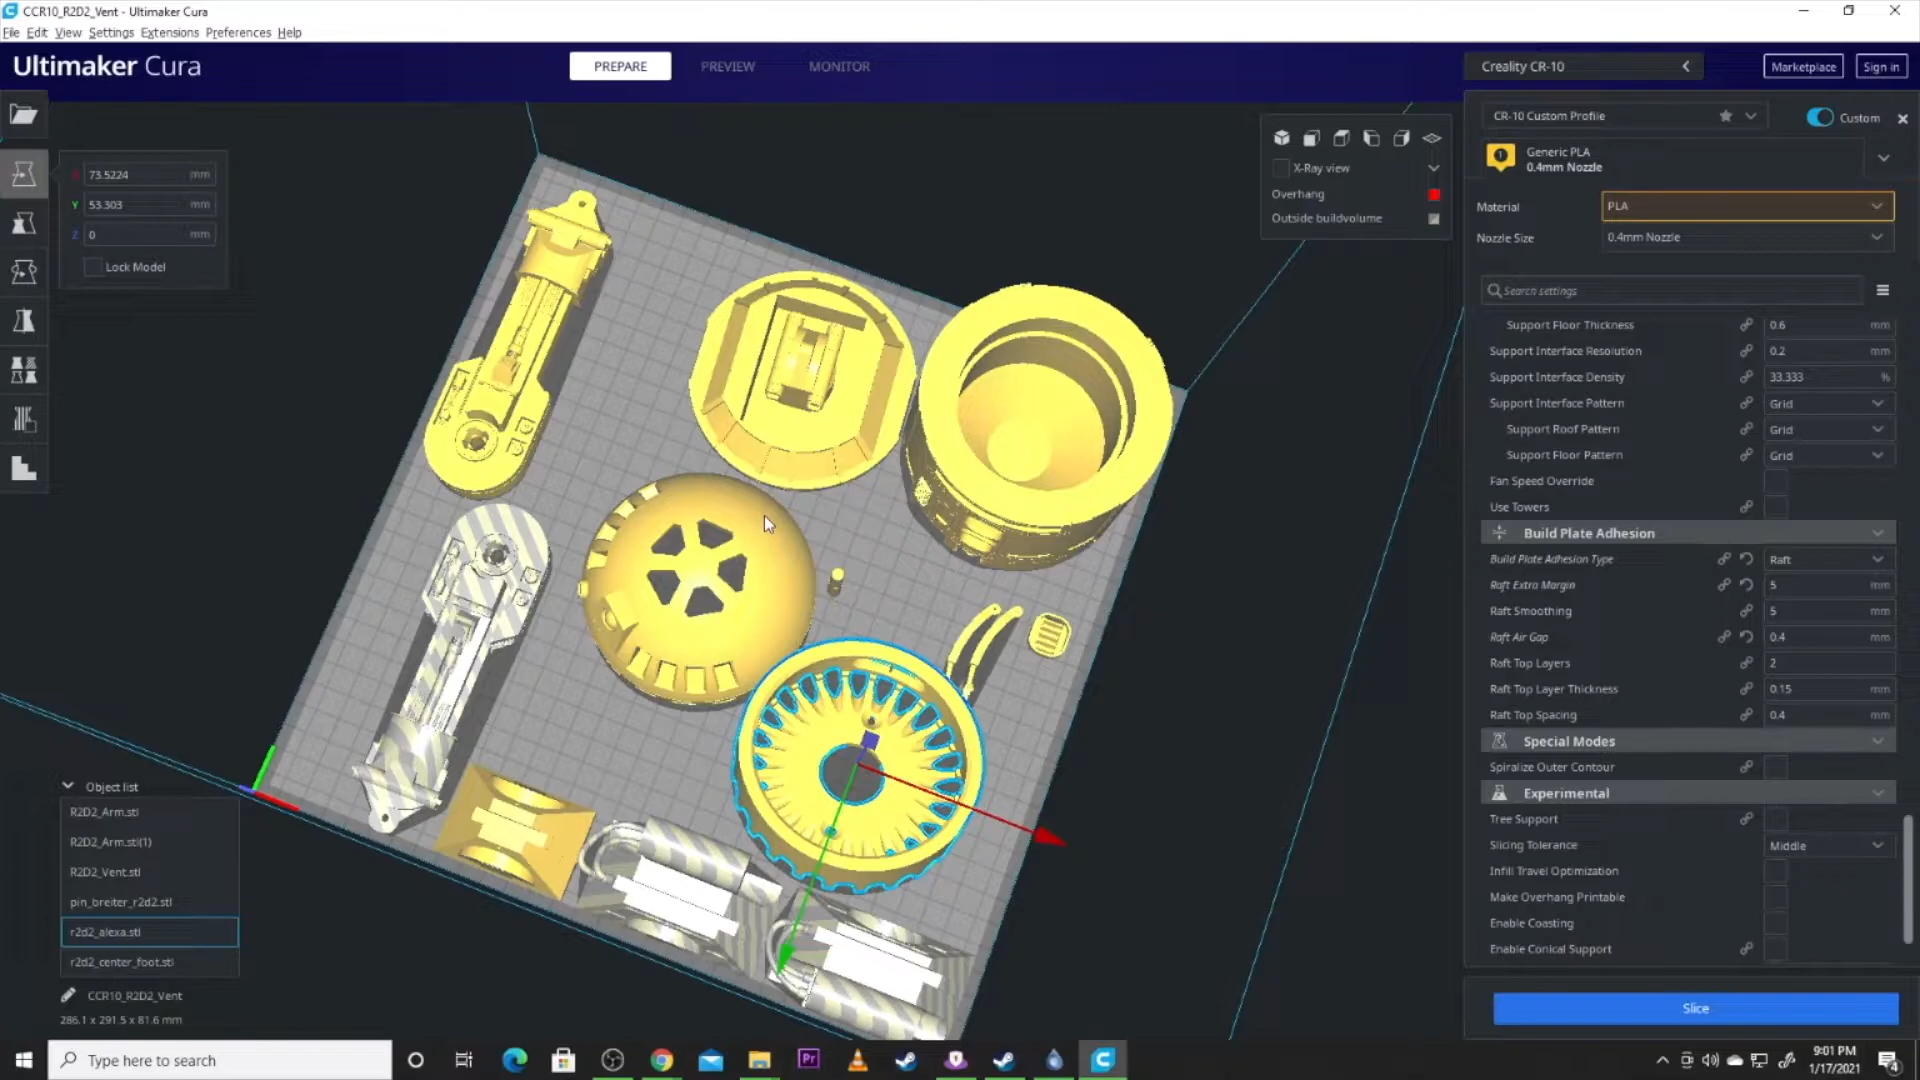 CCR10_R2D2_Vent - Ultimaker Cura
File Edit View Settings Extensions Preferences Help
Ultimaker Cura
PREPARE
PREVIEW
MONITOR
Creality CR-10
Marketplace
Sign in
CR-10 Custom Profile
Custom
Generic PLA
0.4mm Nozzle
Material PLA
Nozzle Size 0.4mm Nozzle
Search settings
X 73.5224 mm
Y 53.303 mm
Z 0 mm
Lock Model
X-Ray view
Overhang
Outside buildvolume
Support Floor Thickness 0.6 mm
Support Interface Resolution 0.2 mm
Support Interface Density 33.333 %
Support Interface Pattern Grid
Support Roof Pattern Grid
Support Floor Pattern Grid
Fan Speed Override
Use Towers
Build Plate Adhesion
Build Plate Adhesion Type Raft
Raft Extra Margin 5 mm
Raft Smoothing 5 mm
Raft Air Gap 0.4 mm
Raft Top Layers 2
Raft Top Layer Thickness 0.15 mm
Raft Top Spacing 0.4 mm
Special Modes
Spiralize Outer Contour
Experimental
Tree Support
Slicing Tolerance Middle
Infill Travel Optimization
Make Overhang Printable
Enable Coasting
Enable Conical Support
Slice
Object list
R2D2_Arm.stl
R2D2_Arm.stl(1)
R2D2_Vent.stl
pin_breiter_r2d2.stl
r2d2_alexa.stl
r2d2_center_foot.stl
CCR10_R2D2_Vent
286.1 x 291.5 x 81.6 mm
Type here to search
Pr
9:01 PM
1/17/2021
4